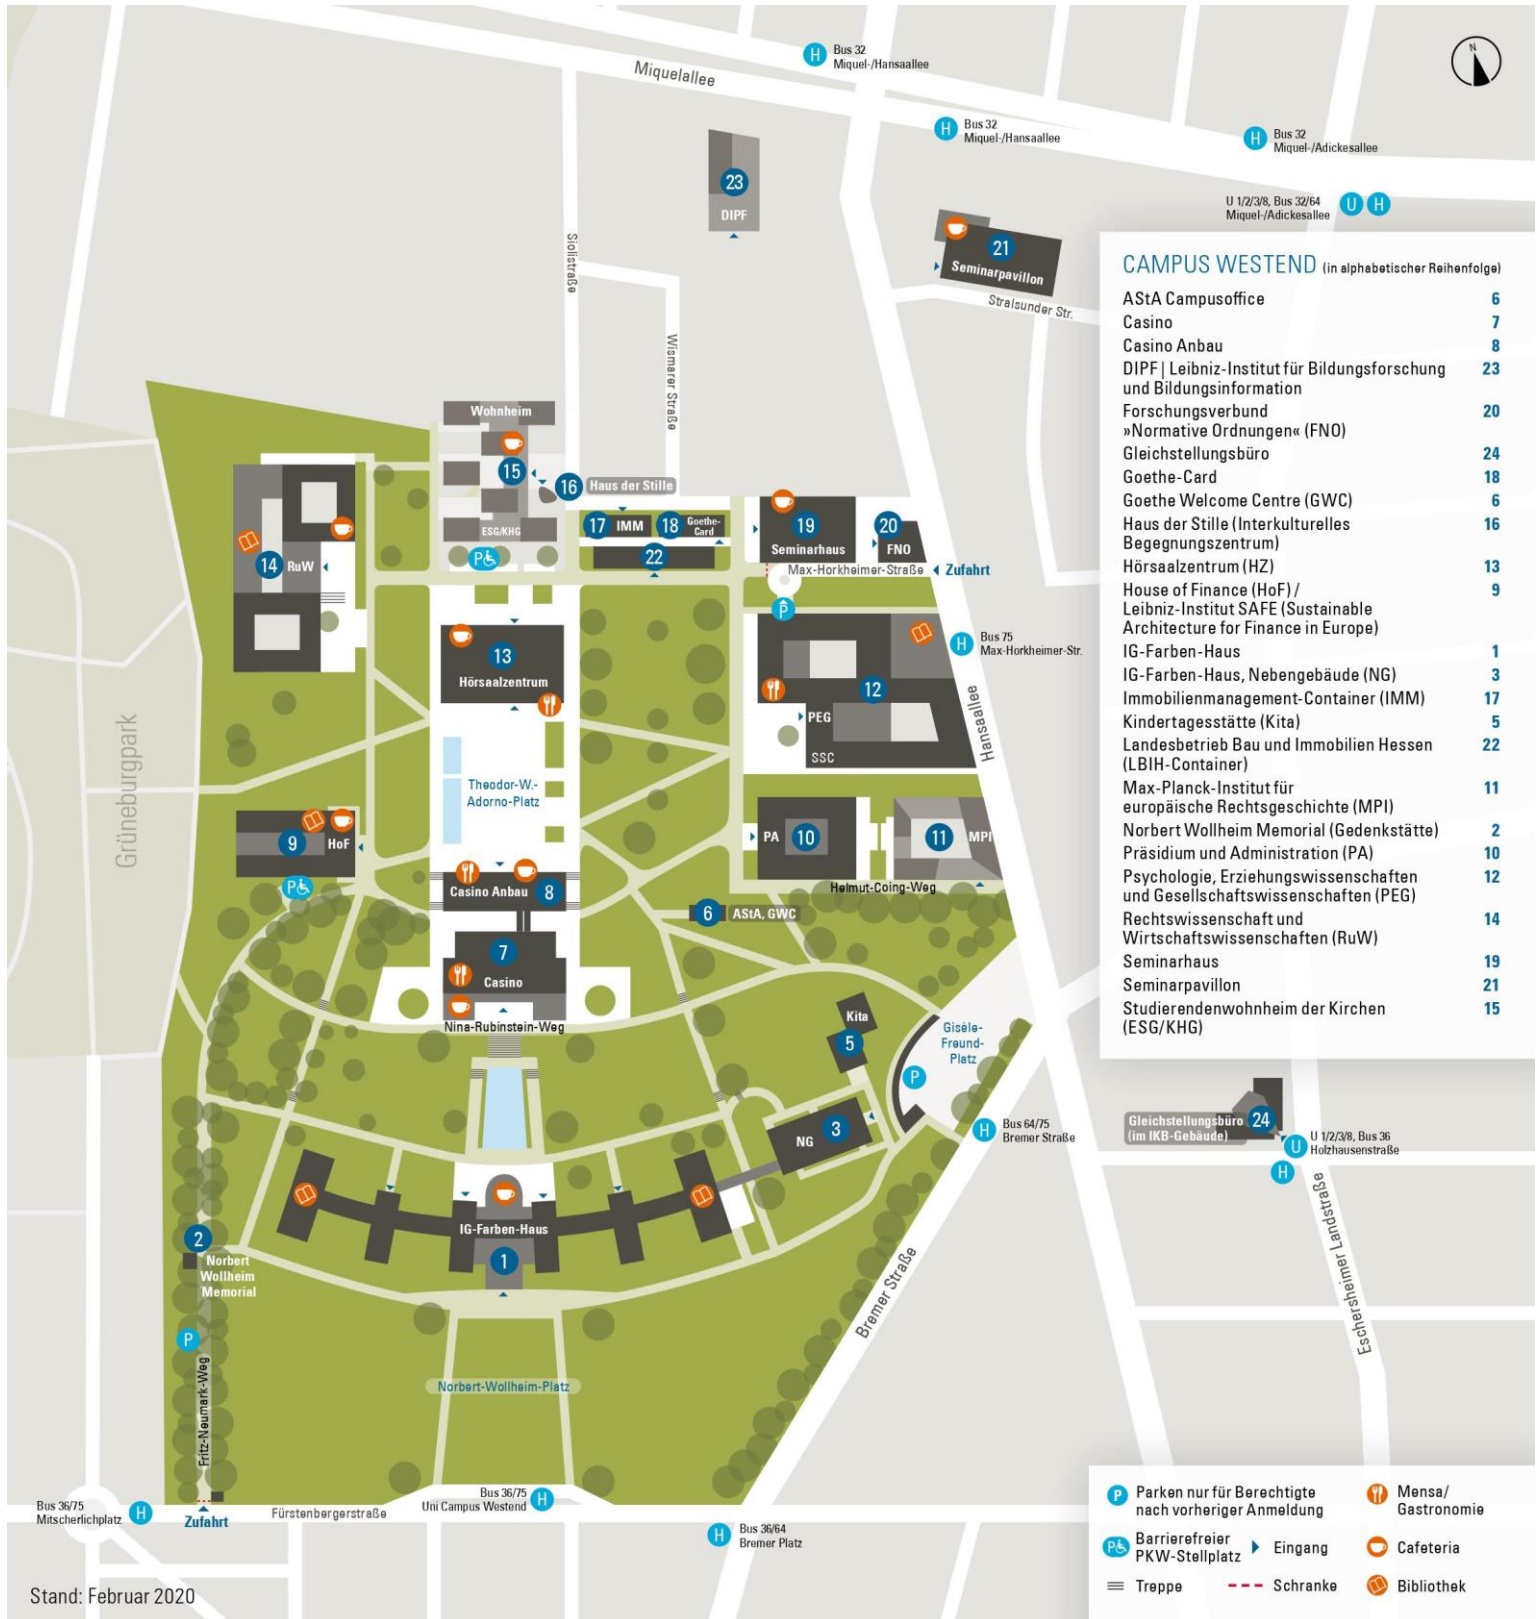 Bus 32
Miquel-/Hansaallee
N
Miquelallee
Bus 32
Miquel-/Hansaallee
Bus 32
Miquel-/Adickesallee
U 1/2/3/8, Bus 32/64
Miquel-/Adickesallee
H
H
H
U
H
23
DIPF
21
Seminarpavillon
Stralsunder Str.
Siolistraße
Wismarer Straße
CAMPUS WESTEND (in alphabetischer Reihenfolge)
AStA Campusoffice 6
Casino 7
Casino Anbau 8
DIPF | Leibniz-Institut für Bildungsforschung 23
und Bildungsinformation
Forschungsverbund 20
»Normative Ordnungen« (FNO)
Gleichstellungsbüro 24
Goethe-Card 18
Goethe Welcome Centre (GWC) 6
Haus der Stille (Interkulturelles 16
Begegnungszentrum)
Hörsaalzentrum (HZ) 13
House of Finance (HoF) / 9
Leibniz-Institut SAFE (Sustainable
Architecture for Finance in Europe)
IG-Farben-Haus 1
IG-Farben-Haus, Nebengebäude (NG) 3
Immobilienmanagement-Container (IMM) 17
Kindertagesstätte (Kita) 5
Landesbetrieb Bau und Immobilien Hessen 22
(LBIH-Container)
Max-Planck-Institut für 11
europäische Rechtsgeschichte (MPI)
Norbert Wollheim Memorial (Gedenkstätte) 2
Präsidium und Administration (PA) 10
Psychologie, Erziehungswissenschaften 12
und Gesellschaftswissenschaften (PEG)
Rechtswissenschaft und 14
Wirtschaftswissenschaften (RuW)
Seminarhaus 19
Seminarpavillon 21
Studierendenwohnheim der Kirchen 15
(ESG/KHG)
Wohnheim
15
16 Haus der Stille
ESG/KHG
P
17 IMM
18 Goethe-
Card
22
19
Seminarhaus
20
FNO
Max-Horkheimer-Straße
Zufahrt
14 RuW
P
13
Hörsaalzentrum
H
Bus 75
Max-Horkheimer-Str.
12
PEG
SSC
Hansaallee
Grüneburgpark
Theodor-W.-
Adorno-Platz
9
HoF
P
PA
10
11
MPI
Helmut-Coing-Weg
Casino Anbau 8
6 AStA, GWC
7
Casino
Nina-Rubinstein-Weg
Kita
5
Gisèle-
Freund-
Platz
P
NG
3
H
Bus 64/75
Bremer Straße
Gleichstellungsbüro
(im IKB-Gebäude)
24
U 1/2/3/8, Bus 36
Holzhausenstraße
U
H
IG-Farben-Haus
1
2
Norbert
Wollheim
Memorial
P
Fritz-Neumark-Weg
Bremer Straße
Eschersheimer Landstraße
Norbert-Wollheim-Platz
Bus 36/75
Mitscherlichplatz
H
Zufahrt
Fürstenbergerstraße
Bus 36/75
Uni Campus Westend
H
H
Bus 36/64
Bremer Platz
P
Parken nur für Berechtigte
nach vorheriger Anmeldung
P
Barrierefreier
PKW-Stellplatz
Eingang
Treppe
Schranke
Mensa/
Gastronomie
Cafeteria
Bibliothek
Stand: Februar 2020